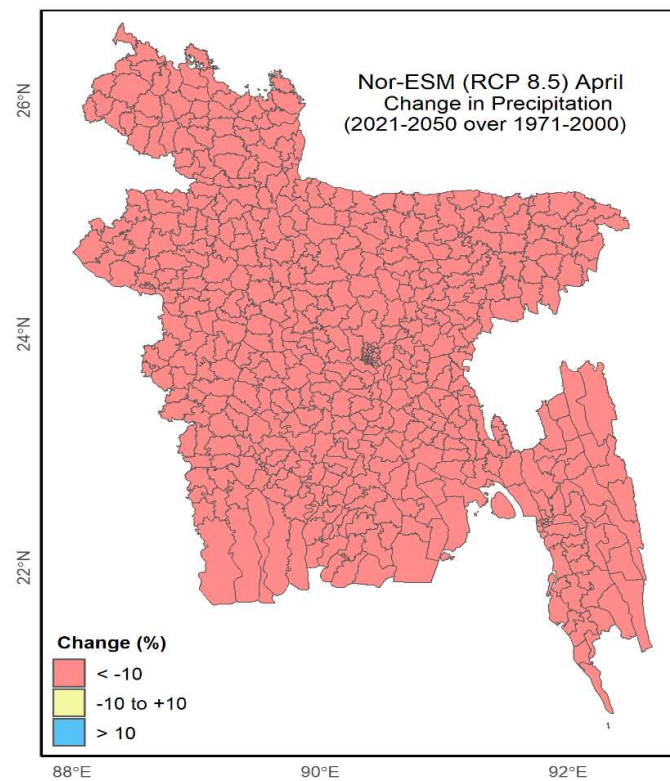 Nor-ESM (RCP 8.5) April
Change in Precipitation
(2021-2050 over 1971-2000)
26°N
24°N
22°N
Change (%)
< -10
-10 to +10
> 10
88°E 90°E 92°E